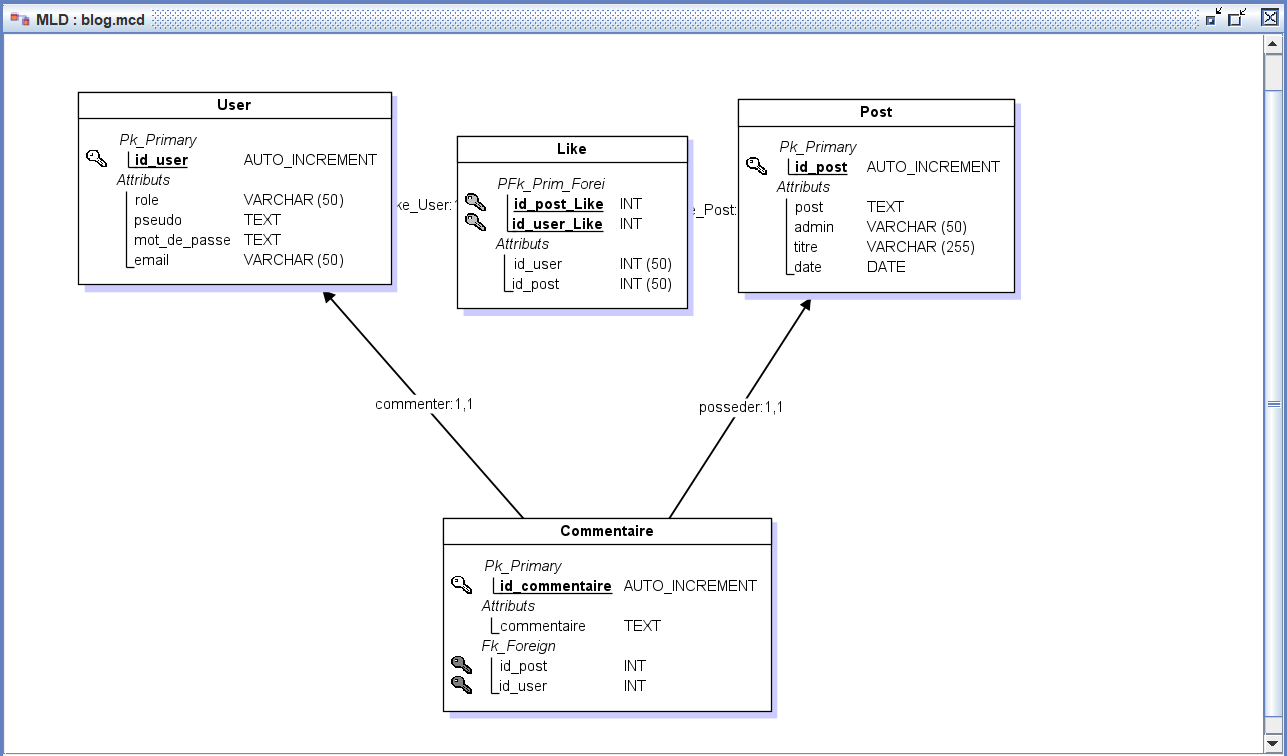 MLD : blog.mcd
User
Pk_Primary
id_user AUTO_INCREMENT
Attributs
role VARCHAR (50)
pseudo TEXT
mot_de_passe TEXT
email VARCHAR (50)
ke_User:
Like
PFk_Prim_Forei
id_post_Like INT
id_user_Like INT
Attributs
id_user INT (50)
id_post INT (50)
e_Post:
Post
Pk_Primary
id_post AUTO_INCREMENT
Attributs
post TEXT
admin VARCHAR (50)
titre VARCHAR (255)
date DATE
commenter:1,1
posseder:1,1
Commentaire
Pk_Primary
id_commentaire AUTO_INCREMENT
Attributs
commentaire TEXT
Fk_Foreign
id_post INT
id_user INT